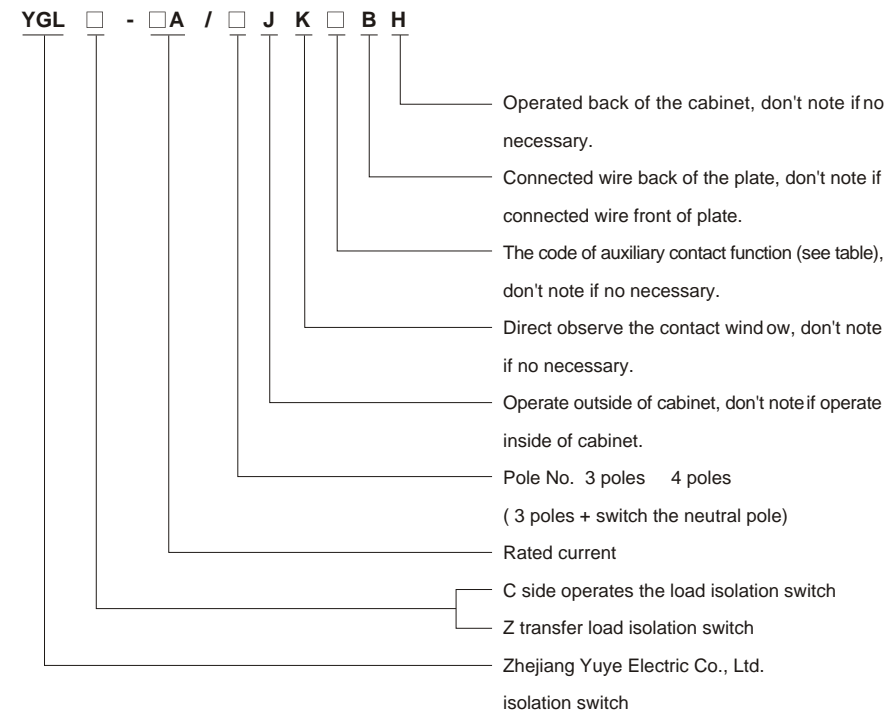 YGL □ - □A / □ J K □ B H
Operated back of the cabinet, don't note if no
necessary.
Connected wire back of the plate, don't note if
connected wire front of plate.
The code of auxiliary contact function (see table),
don't note if no necessary.
Direct observe the contact wind ow, don't note
if no necessary.
Operate outside of cabinet, don't note if operate
inside of cabinet.
Pole No. 3 poles 4 poles
( 3 poles + switch the neutral pole)
Rated current
C side operates the load isolation switch
Z transfer load isolation switch
Zhejiang Yuye Electric Co., Ltd.
isolation switch